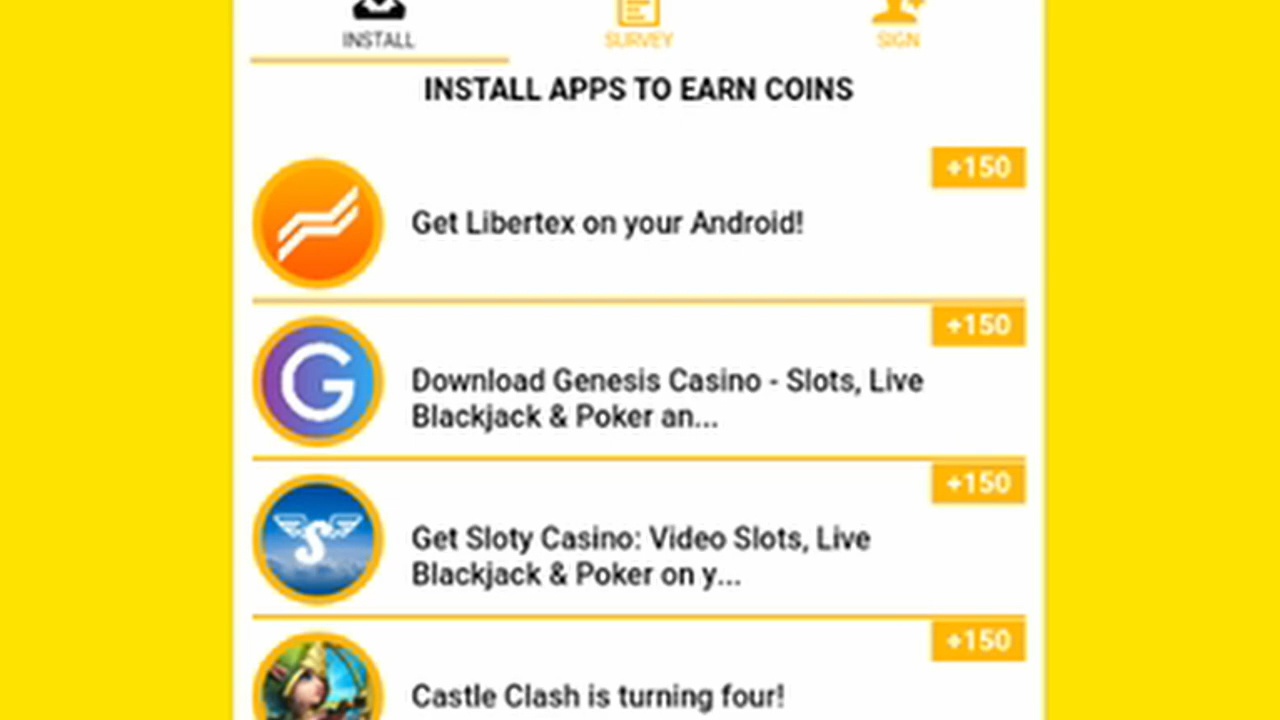 INSTALL
SURVEY
SIGN
INSTALL APPS TO EARN COINS
+150
Get Libertex on your Android!
+150
Download Genesis Casino - Slots, Live
Blackjack & Poker an...
+150
Get Sloty Casino: Video Slots, Live
Blackjack & Poker on y...
+150
Castle Clash is turning four!